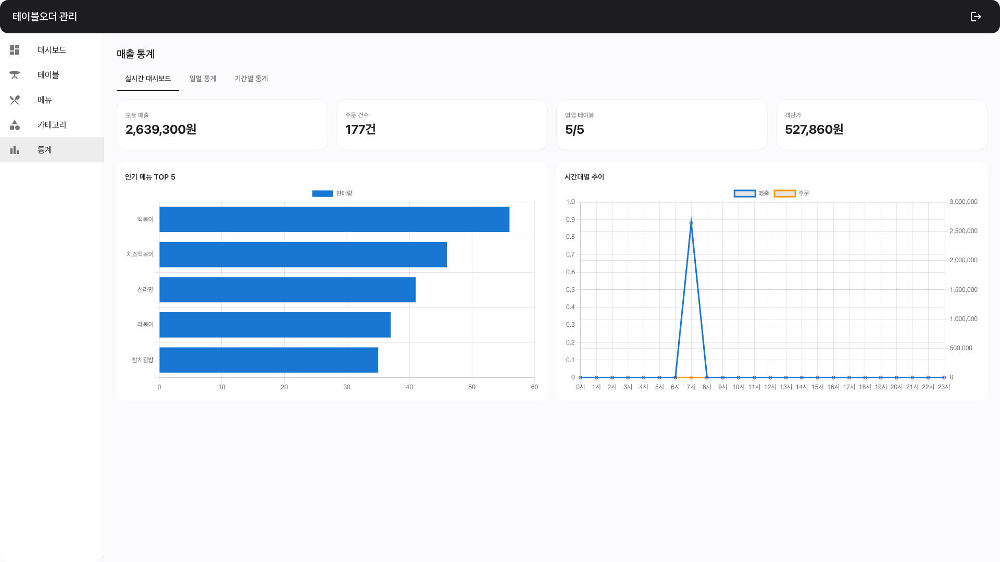 테이블오더 관리
대시보드
테이블
메뉴
카테고리
통계
매출 통계
실시간 대시보드 일별 통계 기간별 통계
오늘 매출
2,639,300원
주문 건수
177건
영업 테이블
5/5
객단가
527,860원
인기 메뉴 TOP 5
판매량
떡볶이
치즈떡볶이
신라면
라볶이
참치김밥
0 10 20 30 40 50 60
시간대별 추이
매출 주문
1.0
0.9
0.8
0.7
0.6
0.5
0.4
0.3
0.2
0.1
0
3,000,000
2,500,000
2,000,000
1,500,000
1,000,000
500,000
0
0시 1시 2시 3시 4시 5시 6시 7시 8시 9시 10시 11시 12시 13시 14시 15시 16시 17시 18시 19시 20시 21시 22시 23시